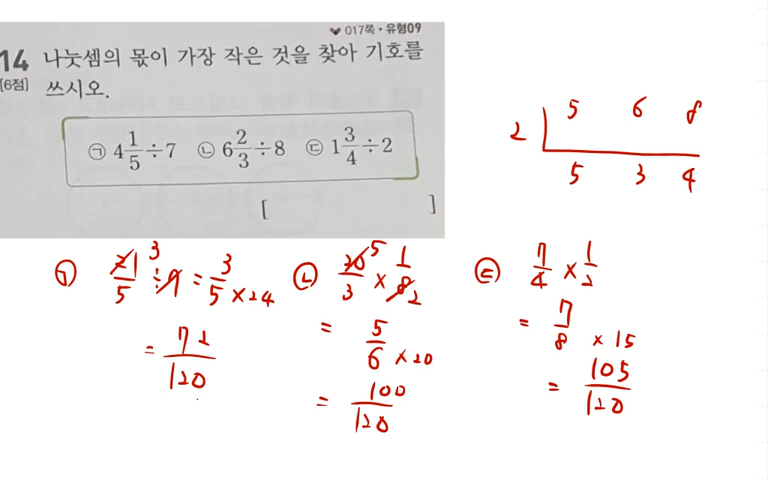 ♥ 017쪽・유형09
14 나눗셈의 몫이 가장 작은 것을 찾아 기호를
[6점] 쓰시오.
㉠ 4 1/5 ÷ 7 ㉡ 6 2/3 ÷ 8 ㉢ 1 3/4 ÷ 2
[ ]
2 5 6 8
5 3 4
㉠ 21/5 3 ÷ 7 = 3/5 × 24
= 72/120
㉡ 20/3 5 × 1/8 2
= 5/6 × 20
= 100/120
㉢ 7/4 × 1/2
= 7/8 × 15
= 105/120